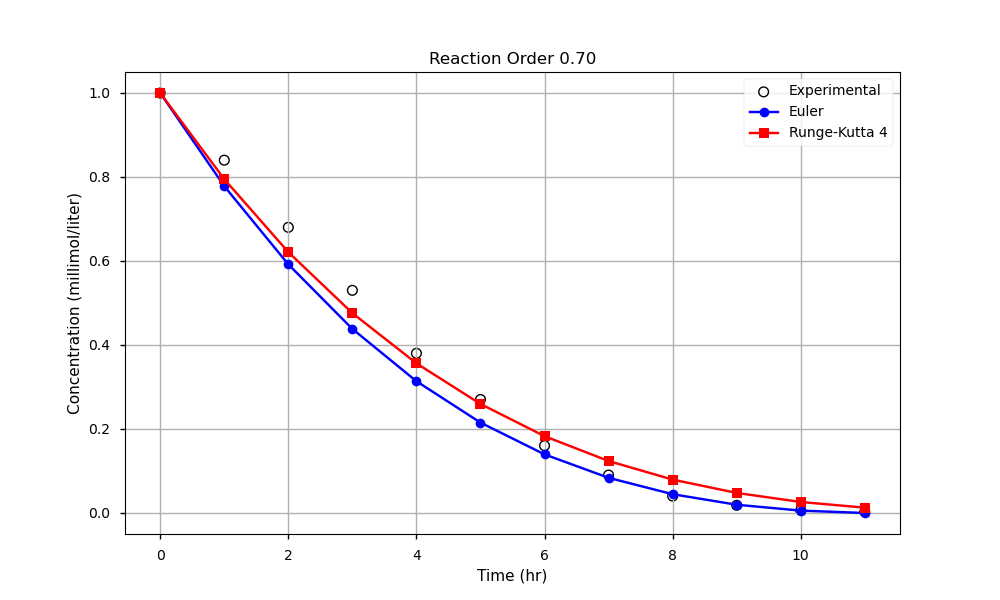 Reaction Order 0.70
Experimental
Euler
Runge-Kutta 4
Concentration (millimol/liter)
1.0
0.8
0.6
0.4
0.2
0.0
0 2 4 6 8 10
Time (hr)